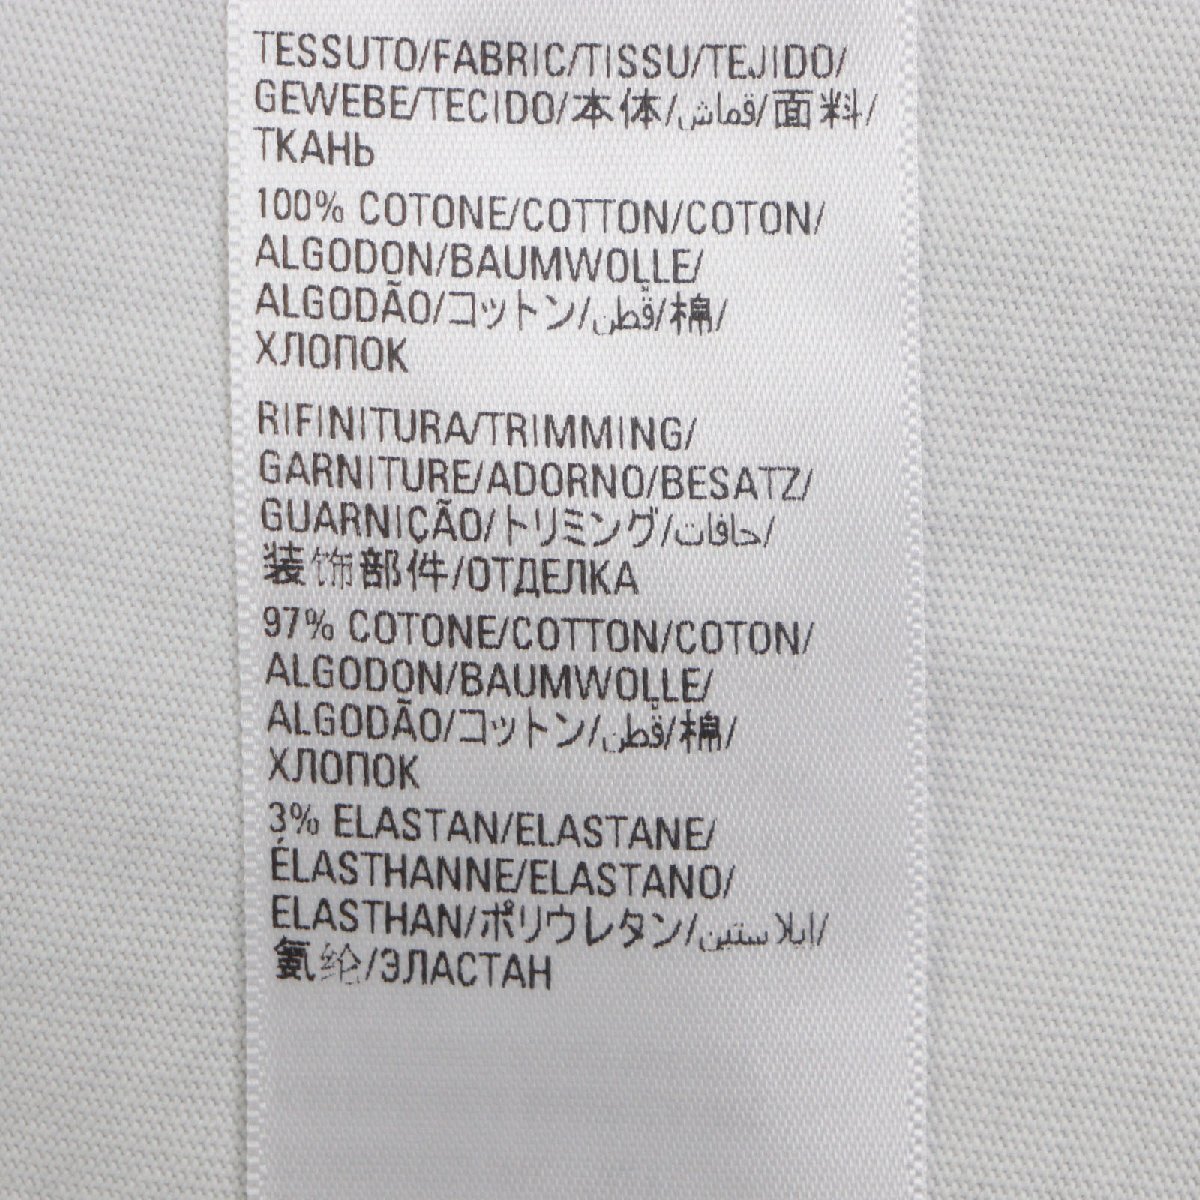 TESSUTO/FABRIC/TISSU/TEJIDO/
GEWEBE/TECIDO/本体/قماش/面料/
ТКАНЬ
100% COTONE/COTTON/COTON/
ALGODON/BAUMWOLLE/
ALGODÃO/コットン/قطن/棉/
ХЛОПОК
RIFINITURA/TRIMMING/
GARNITURE/ADORNO/BESATZ/
GUARNIÇÃO/トリミング/حافات/
装饰部件/ОТДЕЛКА
97% COTONE/COTTON/COTON/
ALGODON/BAUMWOLLE/
ALGODÃO/コットン/قطن/棉/
ХЛОПОК
3% ELASTAN/ELASTANE/
ÉLASTHANNE/ELASTANO/
ELASTHAN/ポリウレタン/ايلاستين/
氨纶/ЭЛАСТАН